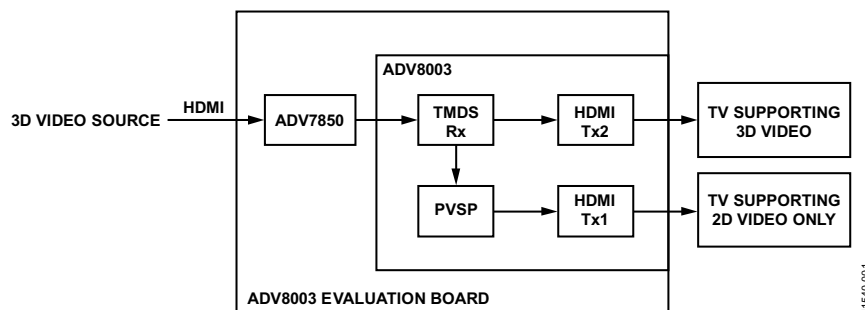 ADV8003
3D VIDEO SOURCE
HDMI
ADV7850
TMDS
Rx
HDMI
Tx2
TV SUPPORTING
3D VIDEO
PVSP
HDMI
Tx1
TV SUPPORTING
2D VIDEO ONLY
ADV8003 EVALUATION BOARD